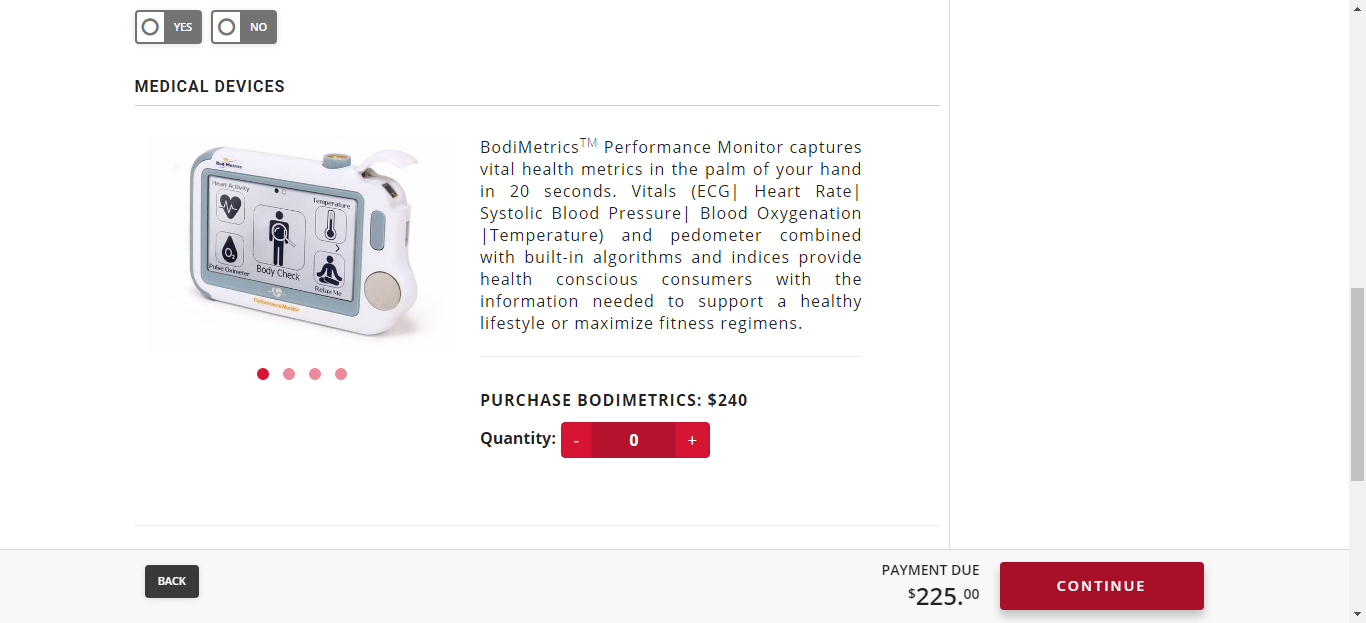 YES NO
MEDICAL DEVICES
Bodi Metrics
Heart Activity
Temperature
Pulse Oximeter
Body Check
Relax Me
Performance Monitor
BodiMetrics™ Performance Monitor captures
vital health metrics in the palm of your hand
in 20 seconds. Vitals (ECG| Heart Rate|
Systolic Blood Pressure| Blood Oxygenation
|Temperature) and pedometer combined
with built-in algorithms and indices provide
health conscious consumers with the
information needed to support a healthy
lifestyle or maximize fitness regimens.
PURCHASE BODIMETRICS: $240
Quantity: - 0 +
BACK
PAYMENT DUE
$225.00
CONTINUE